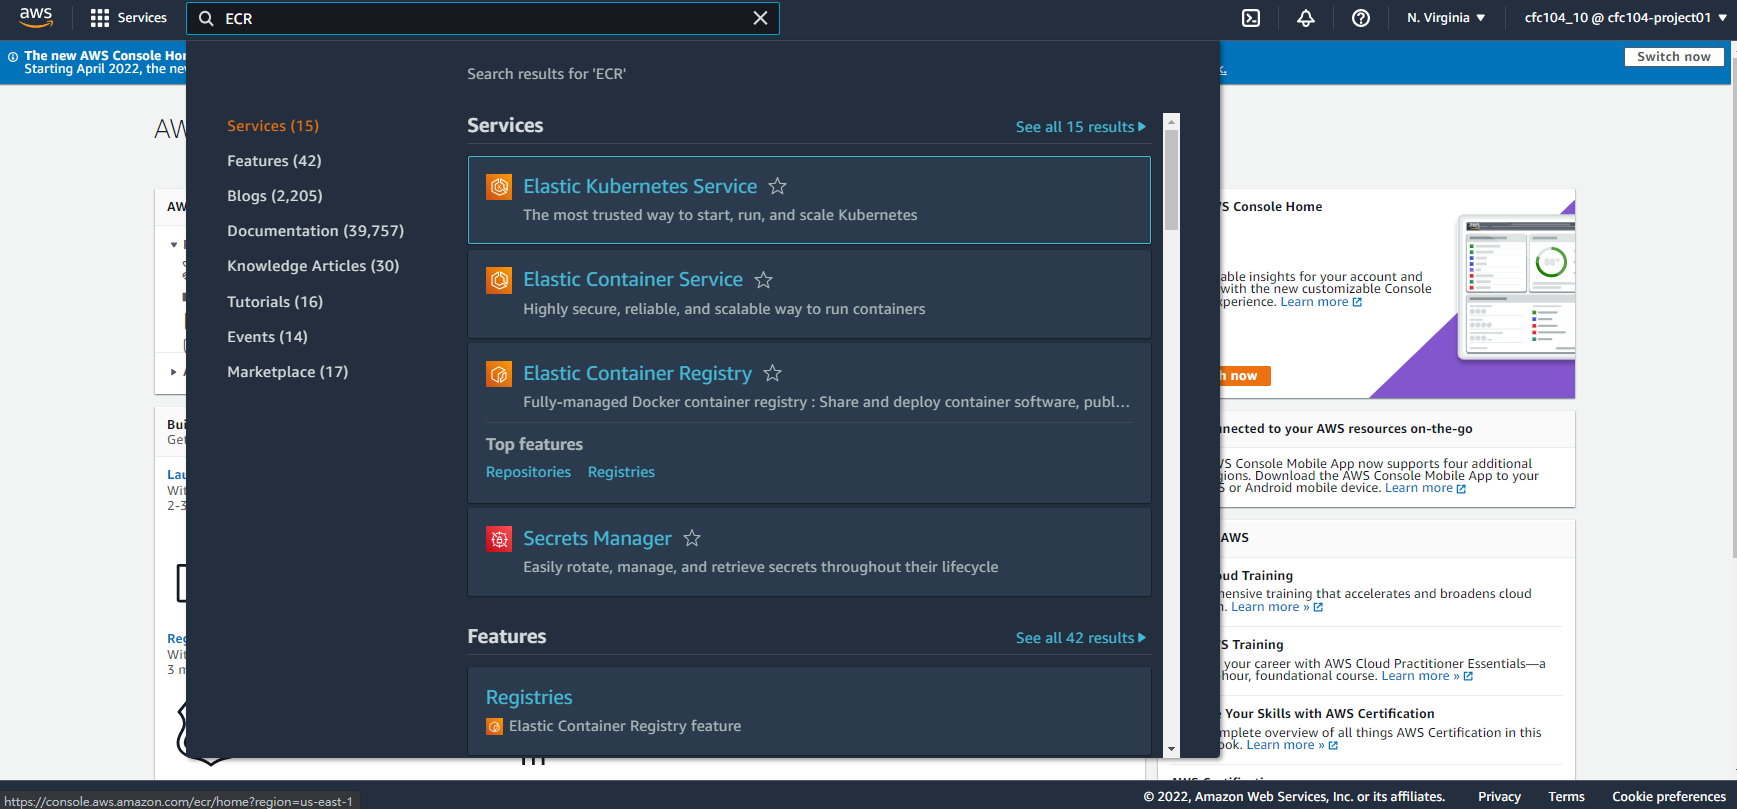 aws
Services
ECR
N. Virginia
cfc104_10 @ cfc104-project01
The new AWS Console Hor
Starting April 2022, the nev
Switch now
Search results for 'ECR'
Services (15)
Features (42)
Blogs (2,205)
Documentation (39,757)
Knowledge Articles (30)
Tutorials (16)
Events (14)
Marketplace (17)
Services
See all 15 results
Elastic Kubernetes Service
The most trusted way to start, run, and scale Kubernetes
Elastic Container Service
Highly secure, reliable, and scalable way to run containers
Elastic Container Registry
Fully-managed Docker container registry : Share and deploy container software, publ...
Top features
Repositories Registries
Secrets Manager
Easily rotate, manage, and retrieve secrets throughout their lifecycle
Features
See all 42 results
Registries
Elastic Container Registry feature
AW
AW
Bui
Get
Lau
Wit
2-3
Reg
Wit
3 m
S Console Home
able insights for your account and
with the new customizable Console
xperience. Learn more
h now
nnected to your AWS resources on-the-go
S Console Mobile App now supports four additional
gions. Download the AWS Console Mobile App to your
S or Android mobile device. Learn more
AWS
oud Training
hensive training that accelerates and broadens cloud
n. Learn more »
S Training
your career with AWS Cloud Practitioner Essentials—a
-hour, foundational course. Learn more »
e Your Skills with AWS Certification
mplete overview of all things AWS Certification in this
ook. Learn more »
https://console.aws.amazon.com/ecr/home?region=us-east-1
© 2022, Amazon Web Services, Inc. or its affiliates.
Privacy
Terms
Cookie preferences